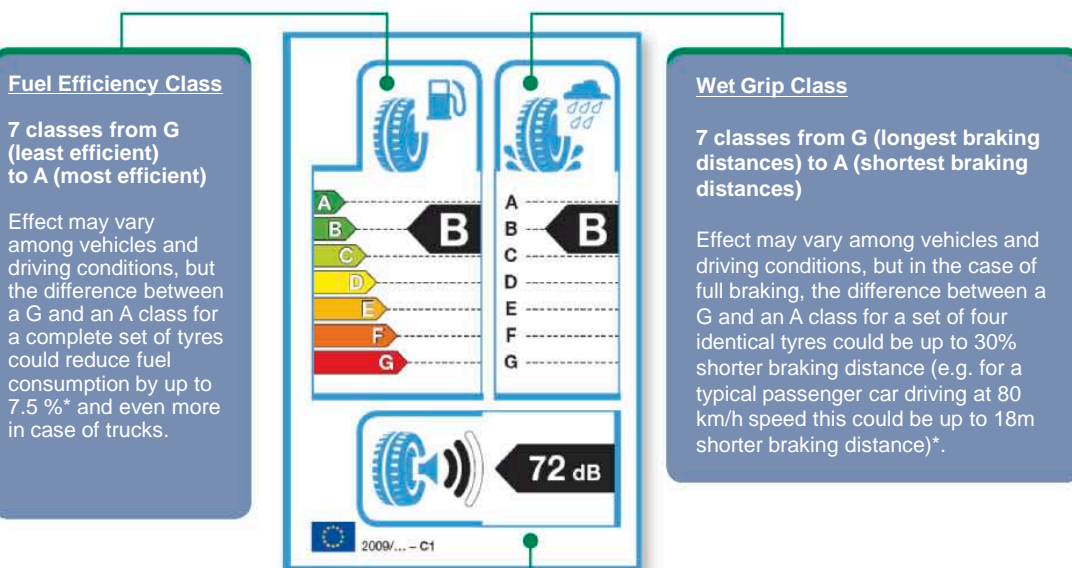 Fuel Efficiency Class
7 classes from G
(least efficient)
to A (most efficient)
Effect may vary
among vehicles and
driving conditions, but
the difference between
a G and an A class for
a complete set of tyres
could reduce fuel
consumption by up to
7.5 %* and even more
in case of trucks.
A
B
C
D
E
F
G
B
A
B
C
D
E
F
G
B
72 dB
2009/... – C1
Wet Grip Class
7 classes from G (longest braking
distances) to A (shortest braking
distances)
Effect may vary among vehicles and
driving conditions, but in the case of
full braking, the difference between a
G and an A class for a set of four
identical tyres could be up to 30%
shorter braking distance (e.g. for a
typical passenger car driving at 80
km/h speed this could be up to 18m
shorter braking distance)*.